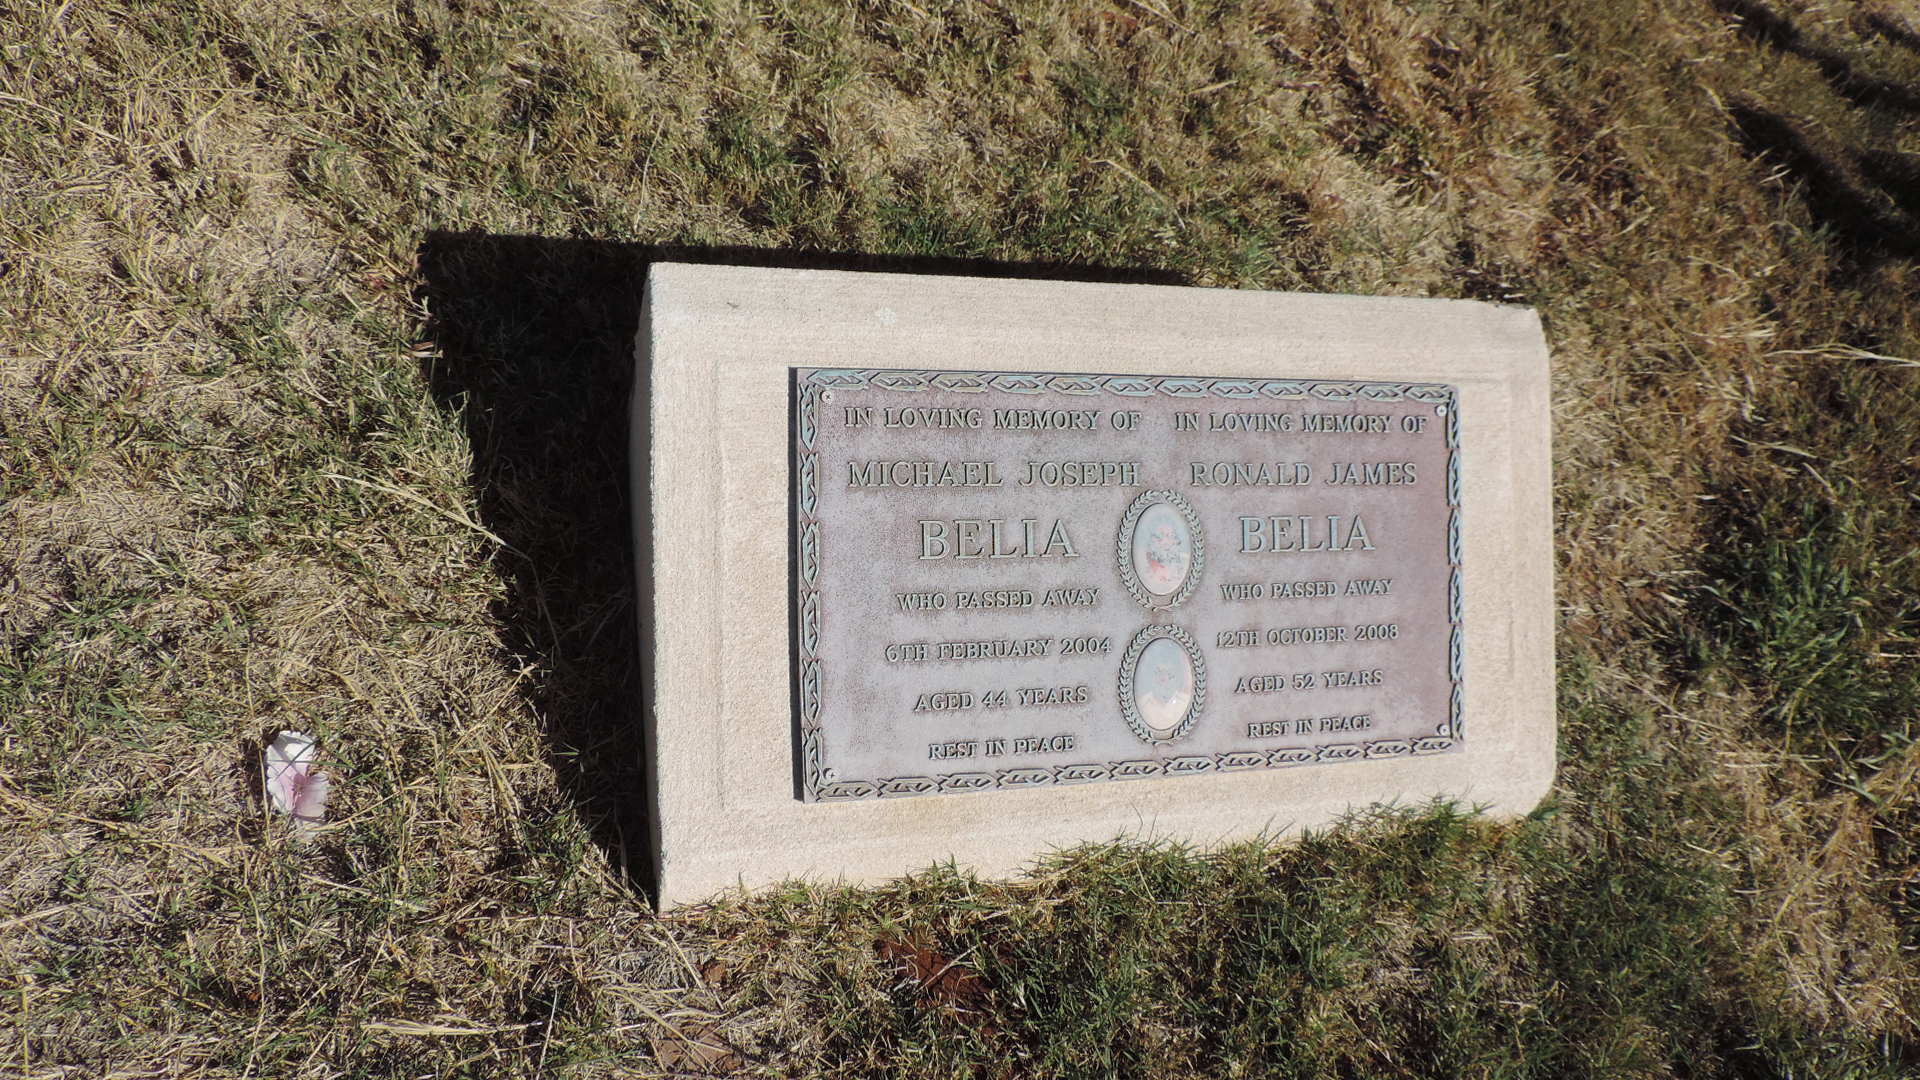 IN LOVING MEMORY OF
MICHAEL JOSEPH
BELIA
WHO PASSED AWAY
6TH FEBRUARY 2004
AGED 44 YEARS
REST IN PEACE
IN LOVING MEMORY OF
RONALD JAMES
BELIA
WHO PASSED AWAY
12TH OCTOBER 2008
AGED 52 YEARS
REST IN PEACE